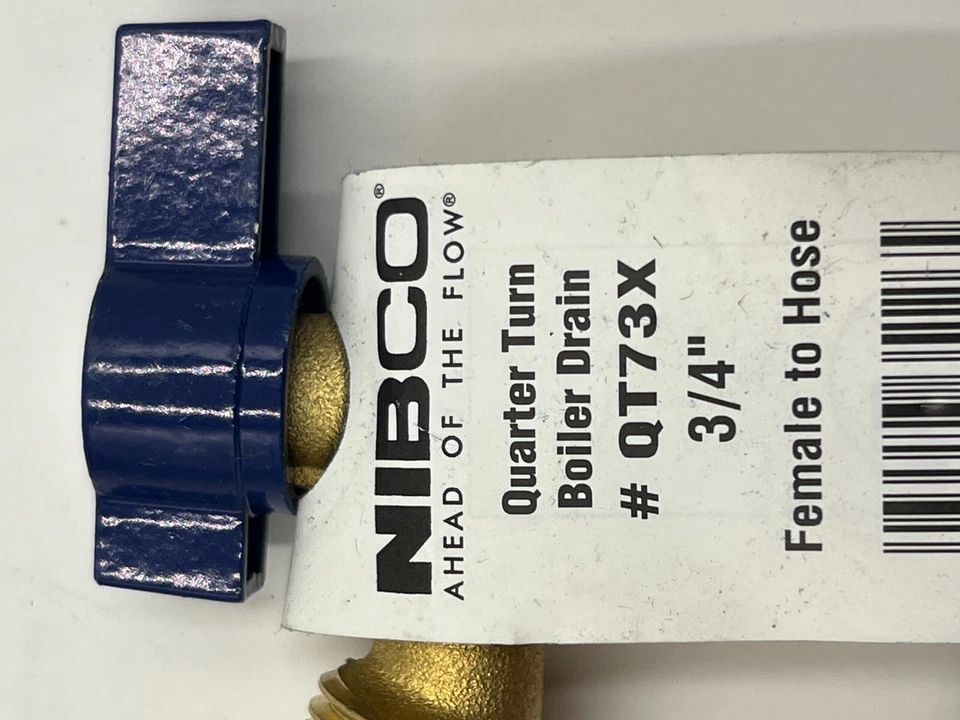 NIBCO®
AHEAD OF THE FLOW®
Quarter Turn
Boiler Drain
# QT73X
3/4"
Female to Hose